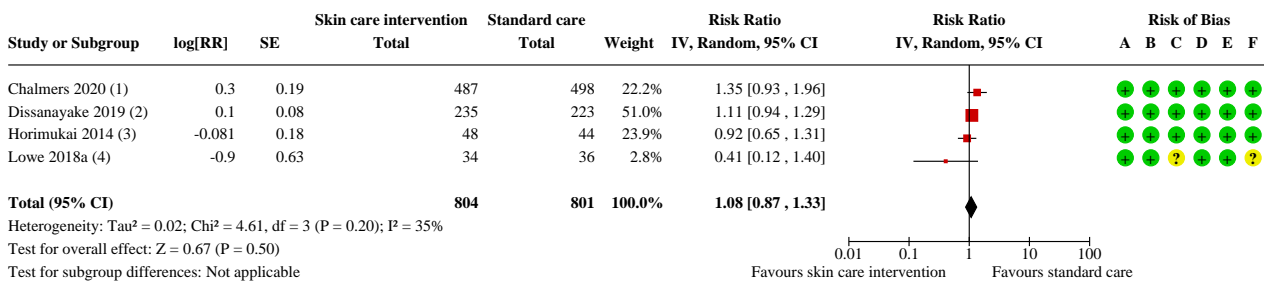 Skin care intervention Standard care Risk Ratio Risk Ratio Risk of Bias
Study or Subgroup log[RR] SE Total Total Weight IV, Random, 95% CI IV, Random, 95% CI A B C D E F
Chalmers 2020 (1) 0.3 0.19 487 498 22.2% 1.35 [0.93 , 1.96] + + + + + +
Dissanayake 2019 (2) 0.1 0.08 235 223 51.0% 1.11 [0.94 , 1.29] + + + + + +
Horimukai 2014 (3) -0.081 0.18 48 44 23.9% 0.92 [0.65 , 1.31] + + + + + +
Lowe 2018a (4) -0.9 0.63 34 36 2.8% 0.41 [0.12 , 1.40] + + ? + + ?
Total (95% CI) 804 801 100.0% 1.08 [0.87 , 1.33]
Heterogeneity: Tau² = 0.02; Chi² = 4.61, df = 3 (P = 0.20); I² = 35%
Test for overall effect: Z = 0.67 (P = 0.50)
Test for subgroup differences: Not applicable
0.01 0.1 1 10 100
Favours skin care intervention Favours standard care